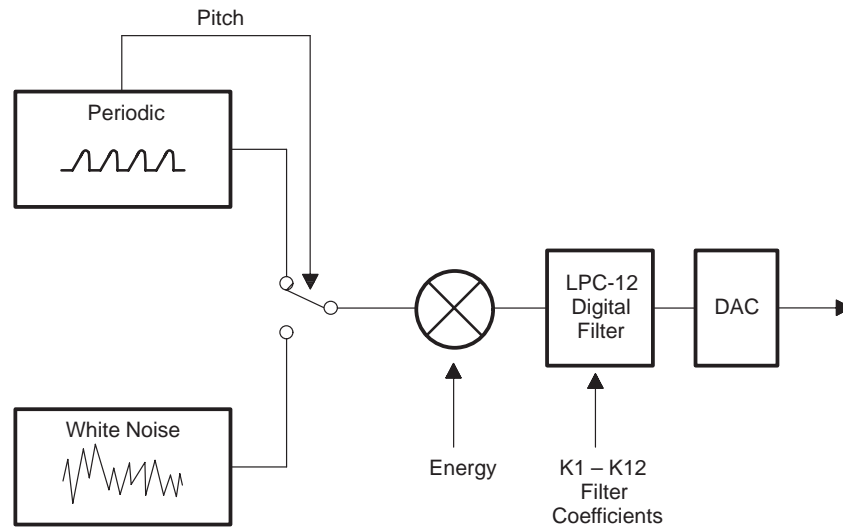 Pitch
Periodic
LPC-12
Digital
Filter
DAC
White Noise
Energy
K1 – K12
Filter
Coefficients